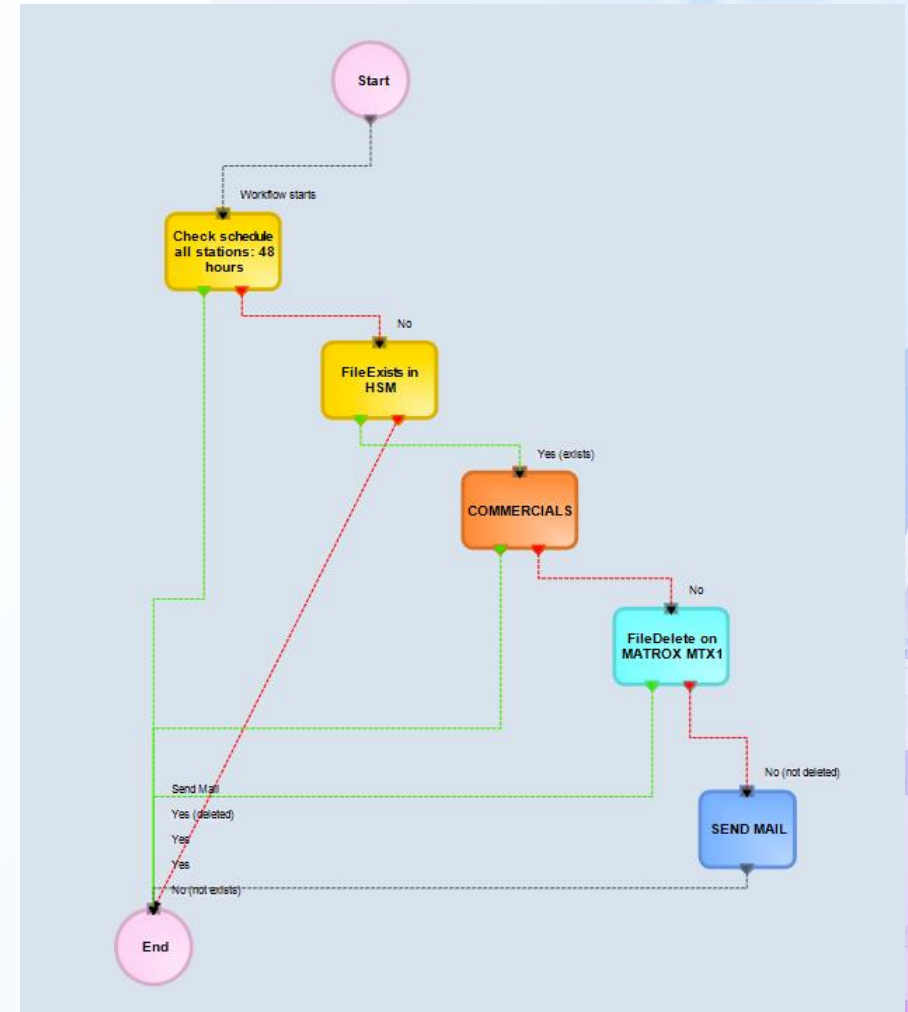 Start
Workflow starts
Check schedule
all stations: 48
hours
No
FileExists in
HSM
Yes (exists)
COMMERCIALS
No
FileDelete on
MATROX MTX1
No (not deleted)
Send Mail
Yes (deleted)
SEND MAIL
Yes
Yes
No (not exists)
End